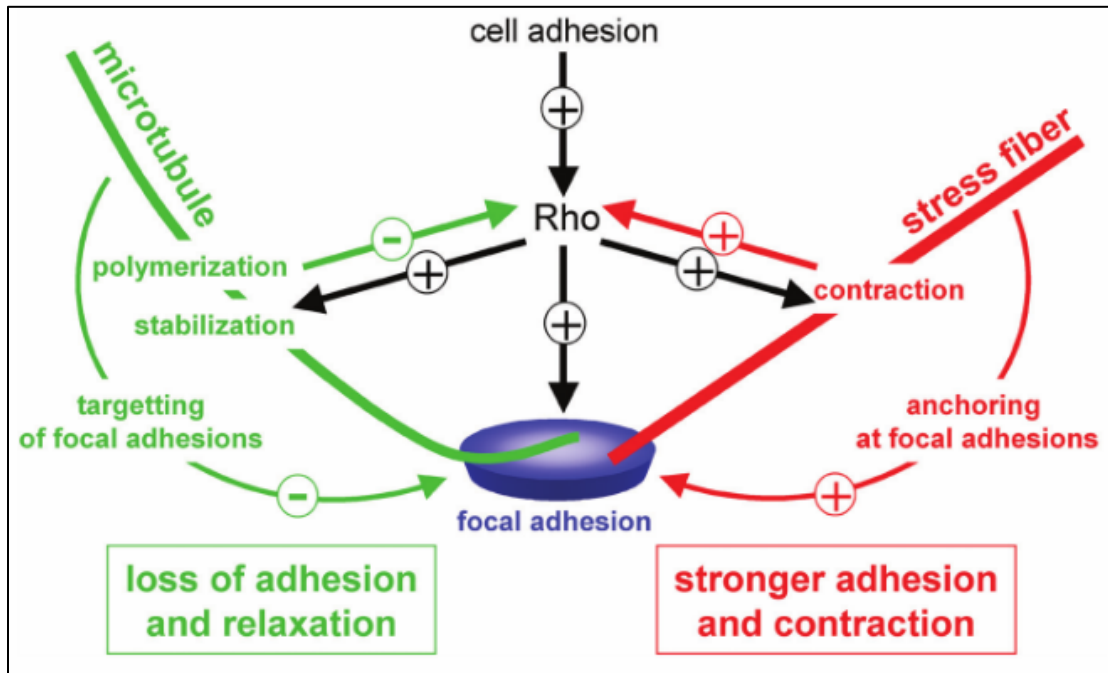 cell adhesion
+
microtubule
stress fiber
Rho
-
+
+
+
polymerization
contraction
stabilization
+
targetting
of focal adhesions
anchoring
at focal adhesions
-
+
focal adhesion
loss of adhesion
and relaxation
stronger adhesion
and contraction